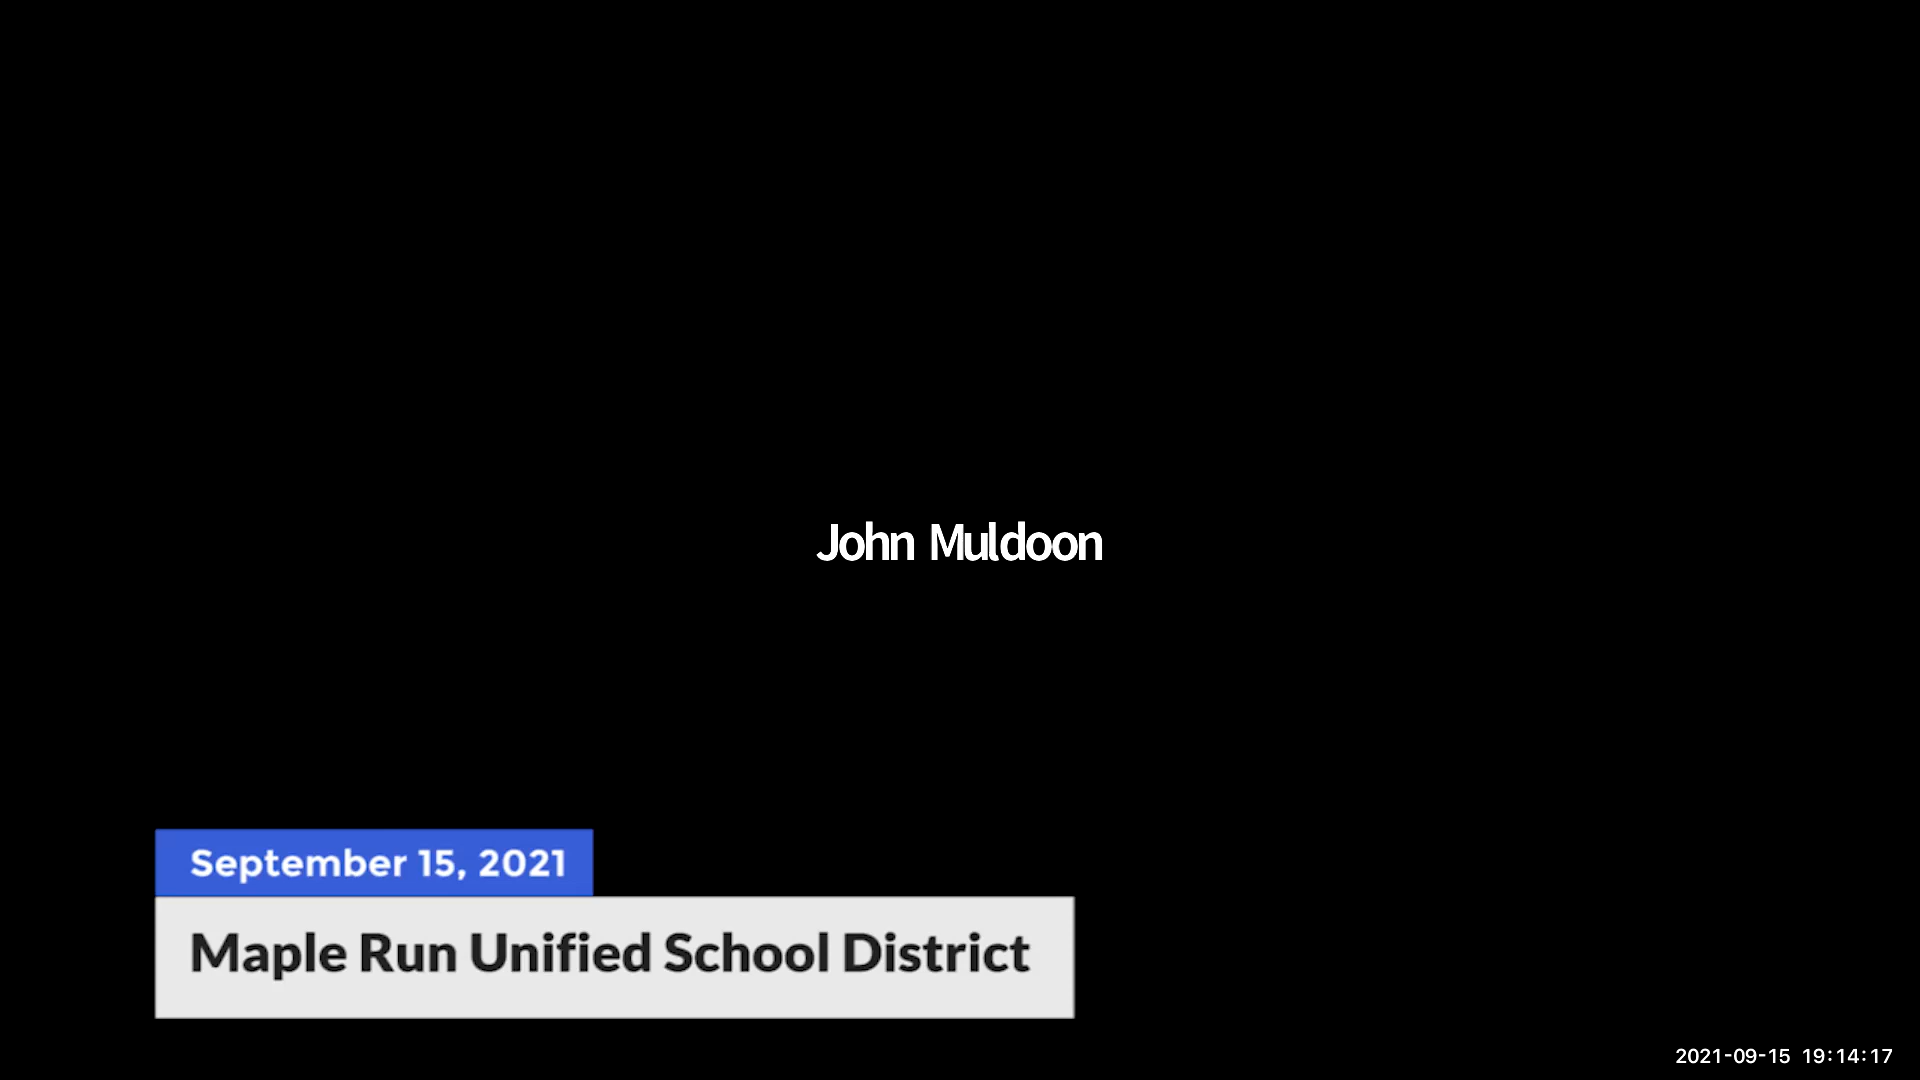 John Muldoon
September 15, 2021
Maple Run Unified School District
2021-09-15 19:14:17